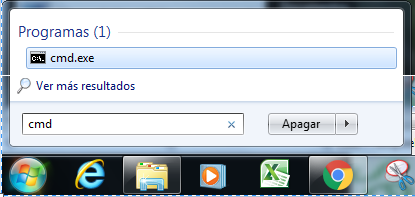 Programas (1)
cmd.exe
Ver más resultados
cmd
Apagar